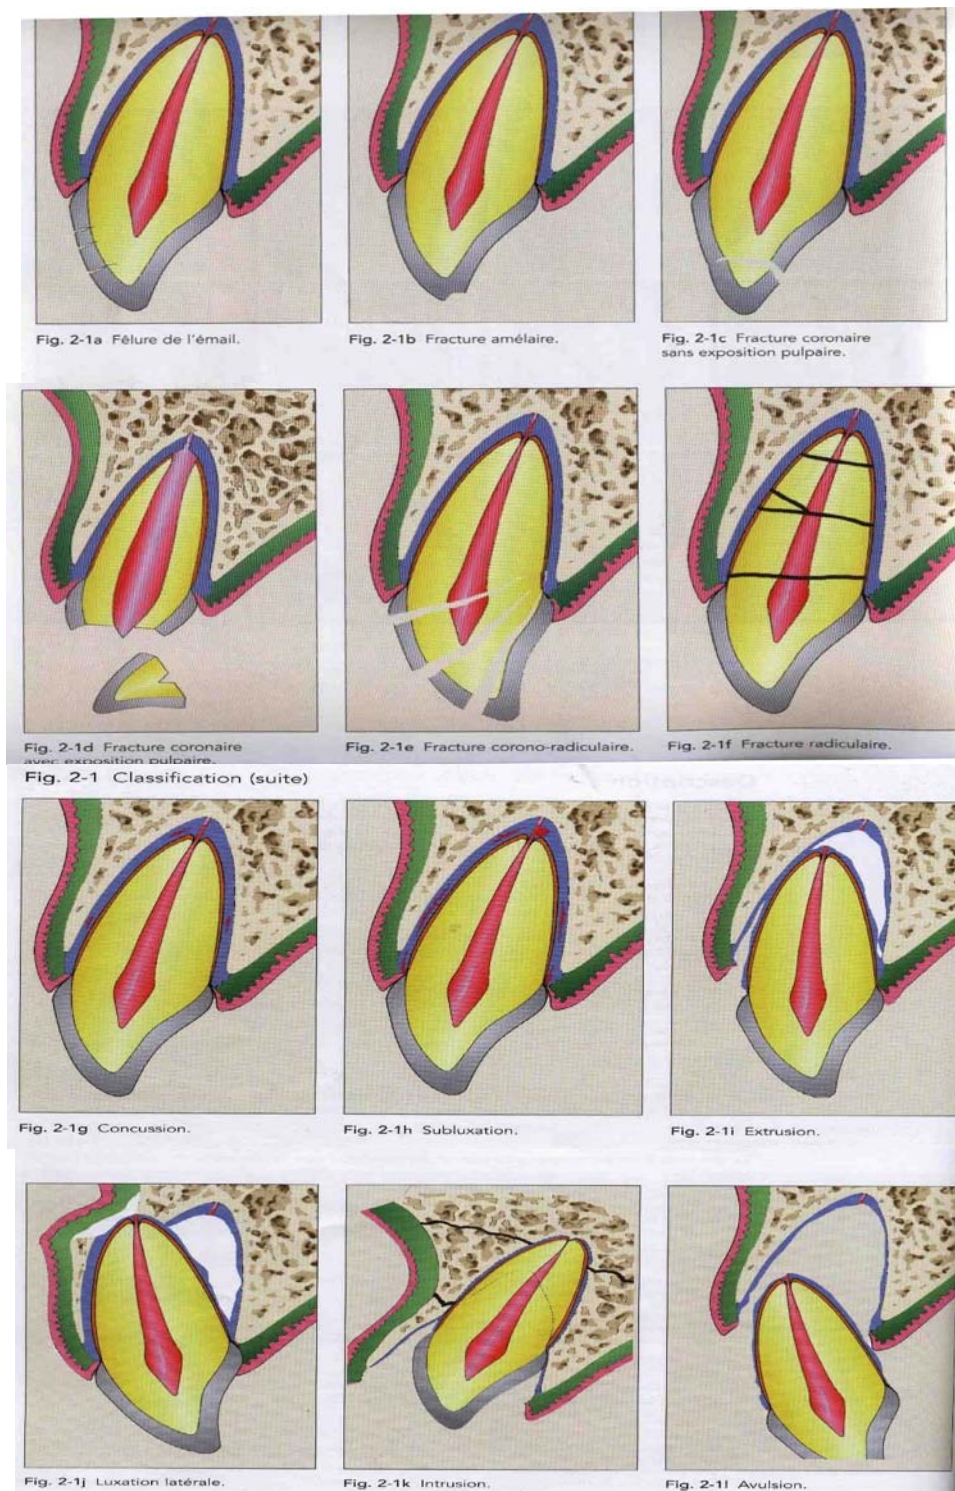 Fig. 2-1a Fêlure de l'émail.
Fig. 2-1b Fracture amélaire.
Fig. 2-1c Fracture coronaire
sans exposition pulpaire.
Fig. 2-1d Fracture coronaire
avec exposition pulpaire.
Fig. 2-1e Fracture corono-radiculaire.
Fig. 2-1f Fracture radiculaire.
Fig. 2-1 Classification (suite)
Fig. 2-1g Concussion.
Fig. 2-1h Subluxation.
Fig. 2-1i Extrusion.
Fig. 2-1j Luxation latérale.
Fig. 2-1k Intrusion.
Fig. 2-1l Avulsion.